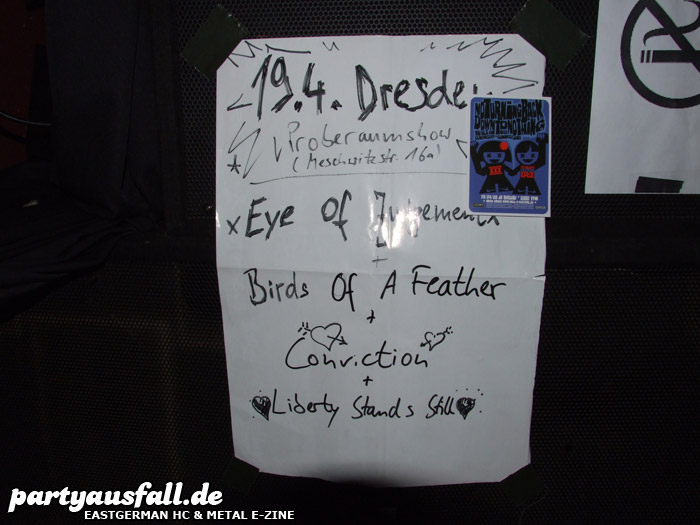 19.4. Dresde
Proberaumshow
(Meschwitzstr. 16a)
x Eye of Judgement x
+
Birds Of A Feather
+
Conviction
+
Liberty Stands Still
partyausfall.de
EASTGERMAN HC & METAL E-ZINE